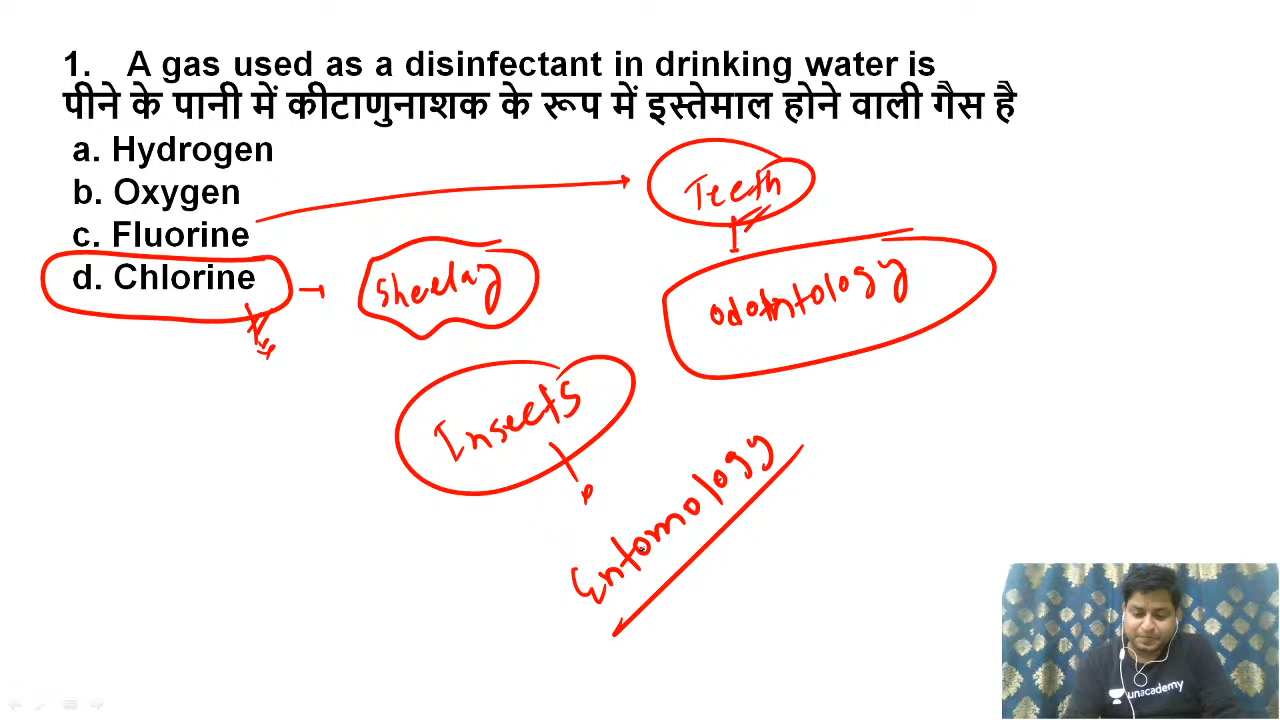 1. A gas used as a disinfectant in drinking water is
पीने के पानी में कीटाणुनाशक के रूप में इस्तेमाल होने वाली गैस है
a. Hydrogen
b. Oxygen
c. Fluorine
d. Chlorine
Teeth
Sheelay
odontology
Insects
Entomology
unacademy